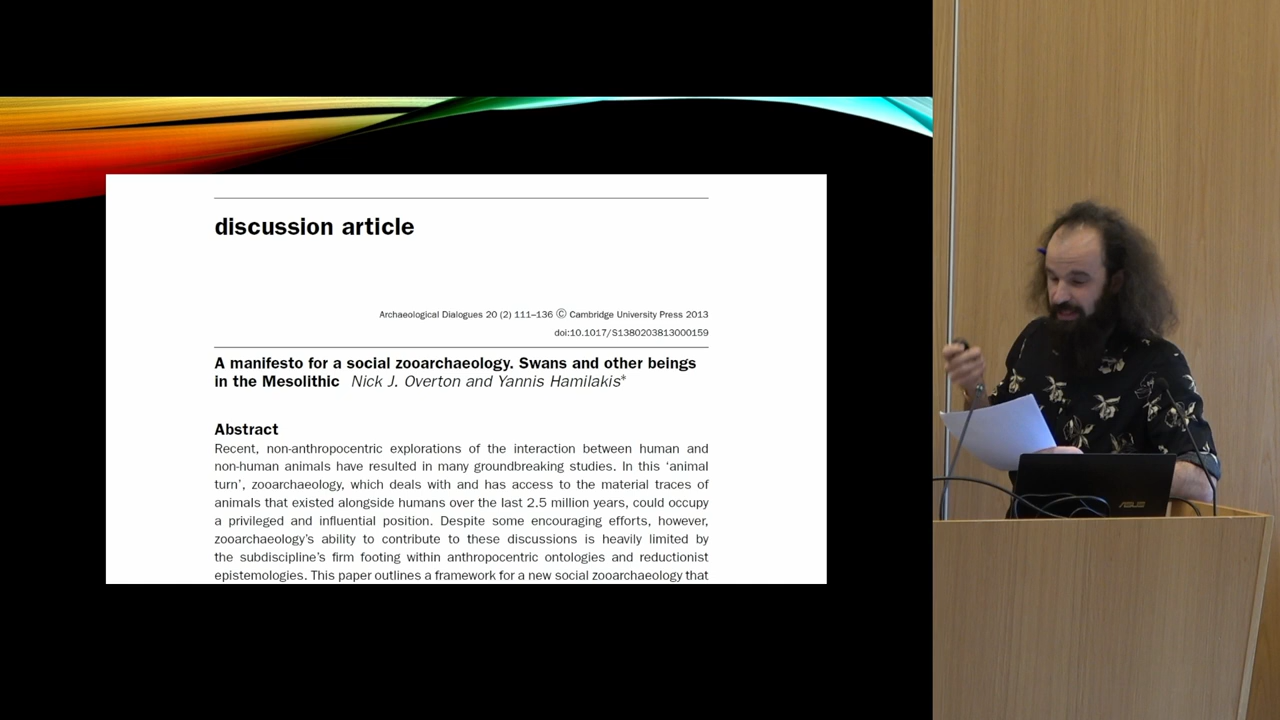 discussion article
Archaeological Dialogues 20 (2) 111–136 © Cambridge University Press 2013
doi:10.1017/S1380203813000159
A manifesto for a social zooarchaeology. Swans and other beings
in the Mesolithic Nick J. Overton and Yannis Hamilakis*
Abstract
Recent, non-anthropocentric explorations of the interaction between human and
non-human animals have resulted in many groundbreaking studies. In this ‘animal
turn’, zooarchaeology, which deals with and has access to the material traces of
animals that existed alongside humans over the last 2.5 million years, could occupy
a privileged and influential position. Despite some encouraging efforts, however,
zooarchaeology’s ability to contribute to these discussions is heavily limited by
the subdiscipline’s firm footing within anthropocentric ontologies and reductionist
epistemologies. This paper outlines a framework for a new social zooarchaeology that
ASUS